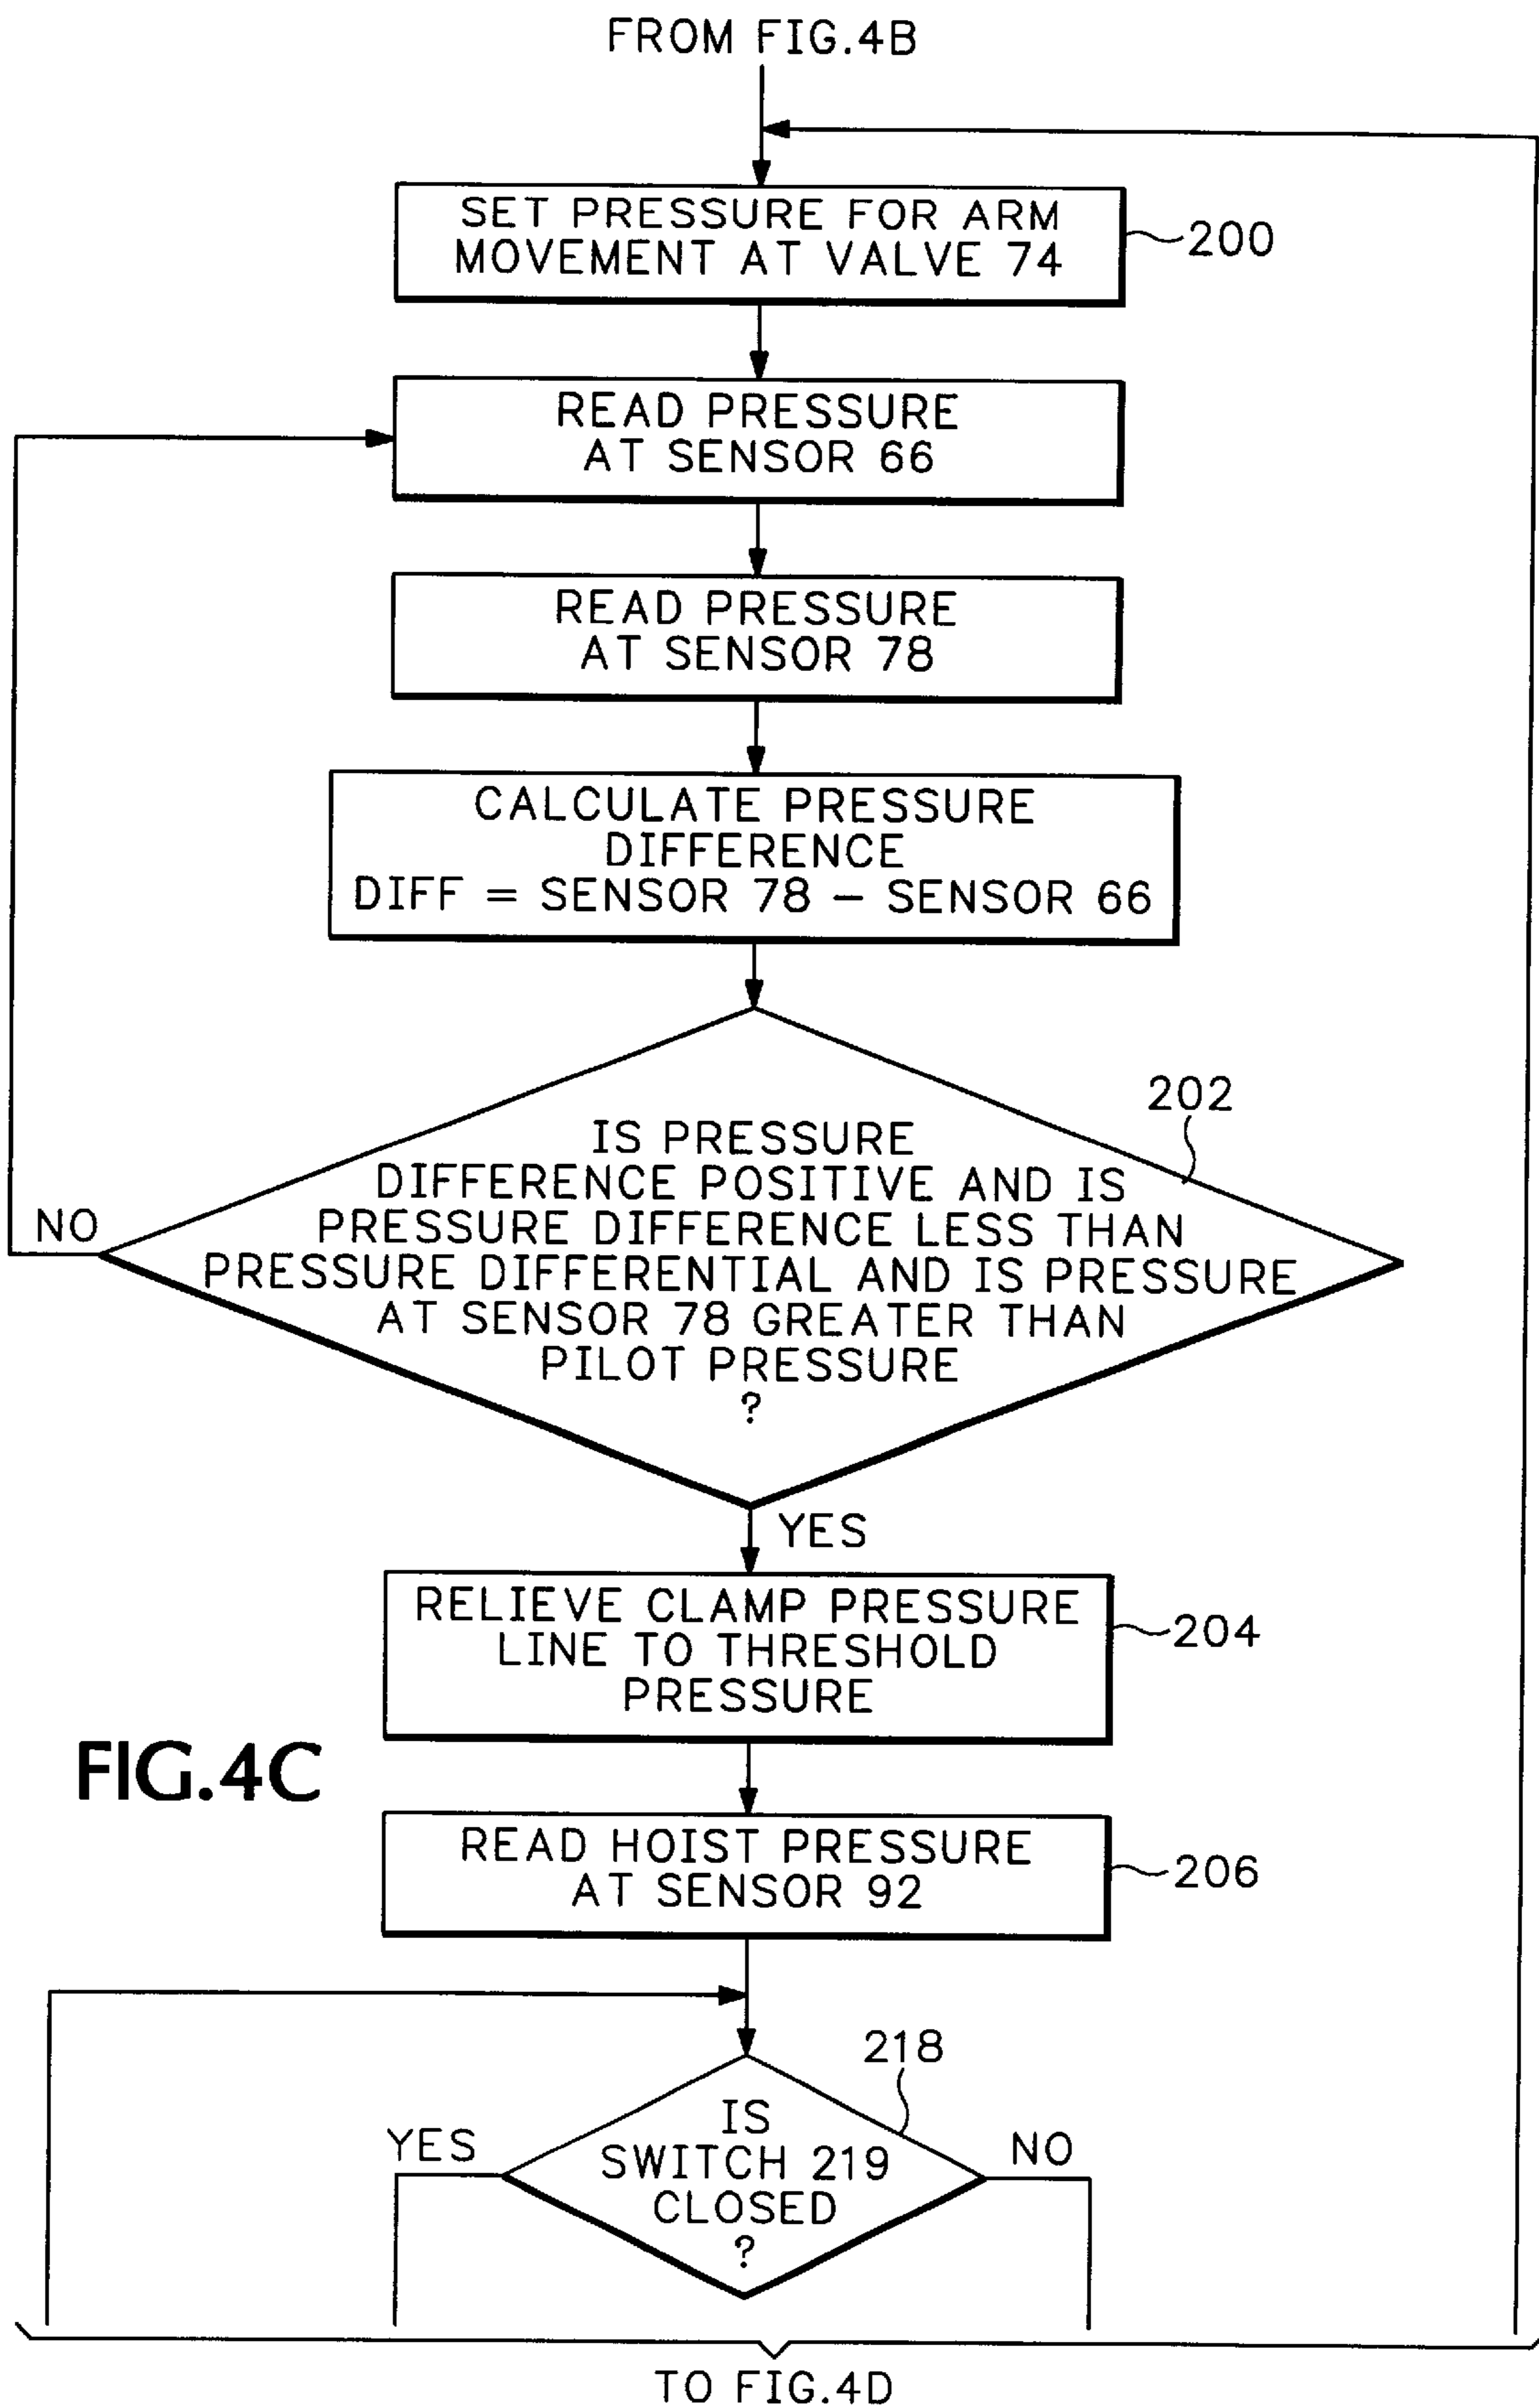 FROM FIG.4B
SET PRESSURE FOR ARM
MOVEMENT AT VALVE 74
200
READ PRESSURE
AT SENSOR 66
READ PRESSURE
AT SENSOR 78
CALCULATE PRESSURE
DIFFERENCE
DIFF = SENSOR 78 – SENSOR 66
202
IS PRESSURE
DIFFERENCE POSITIVE AND IS
PRESSURE DIFFERENCE LESS THAN
PRESSURE DIFFERENTIAL AND IS PRESSURE
AT SENSOR 78 GREATER THAN
PILOT PRESSURE
?
NO
YES
RELIEVE CLAMP PRESSURE
LINE TO THRESHOLD
PRESSURE
204
FIG.4C
READ HOIST PRESSURE
AT SENSOR 92
206
218
IS
SWITCH 219
CLOSED
?
YES
NO
TO FIG.4D